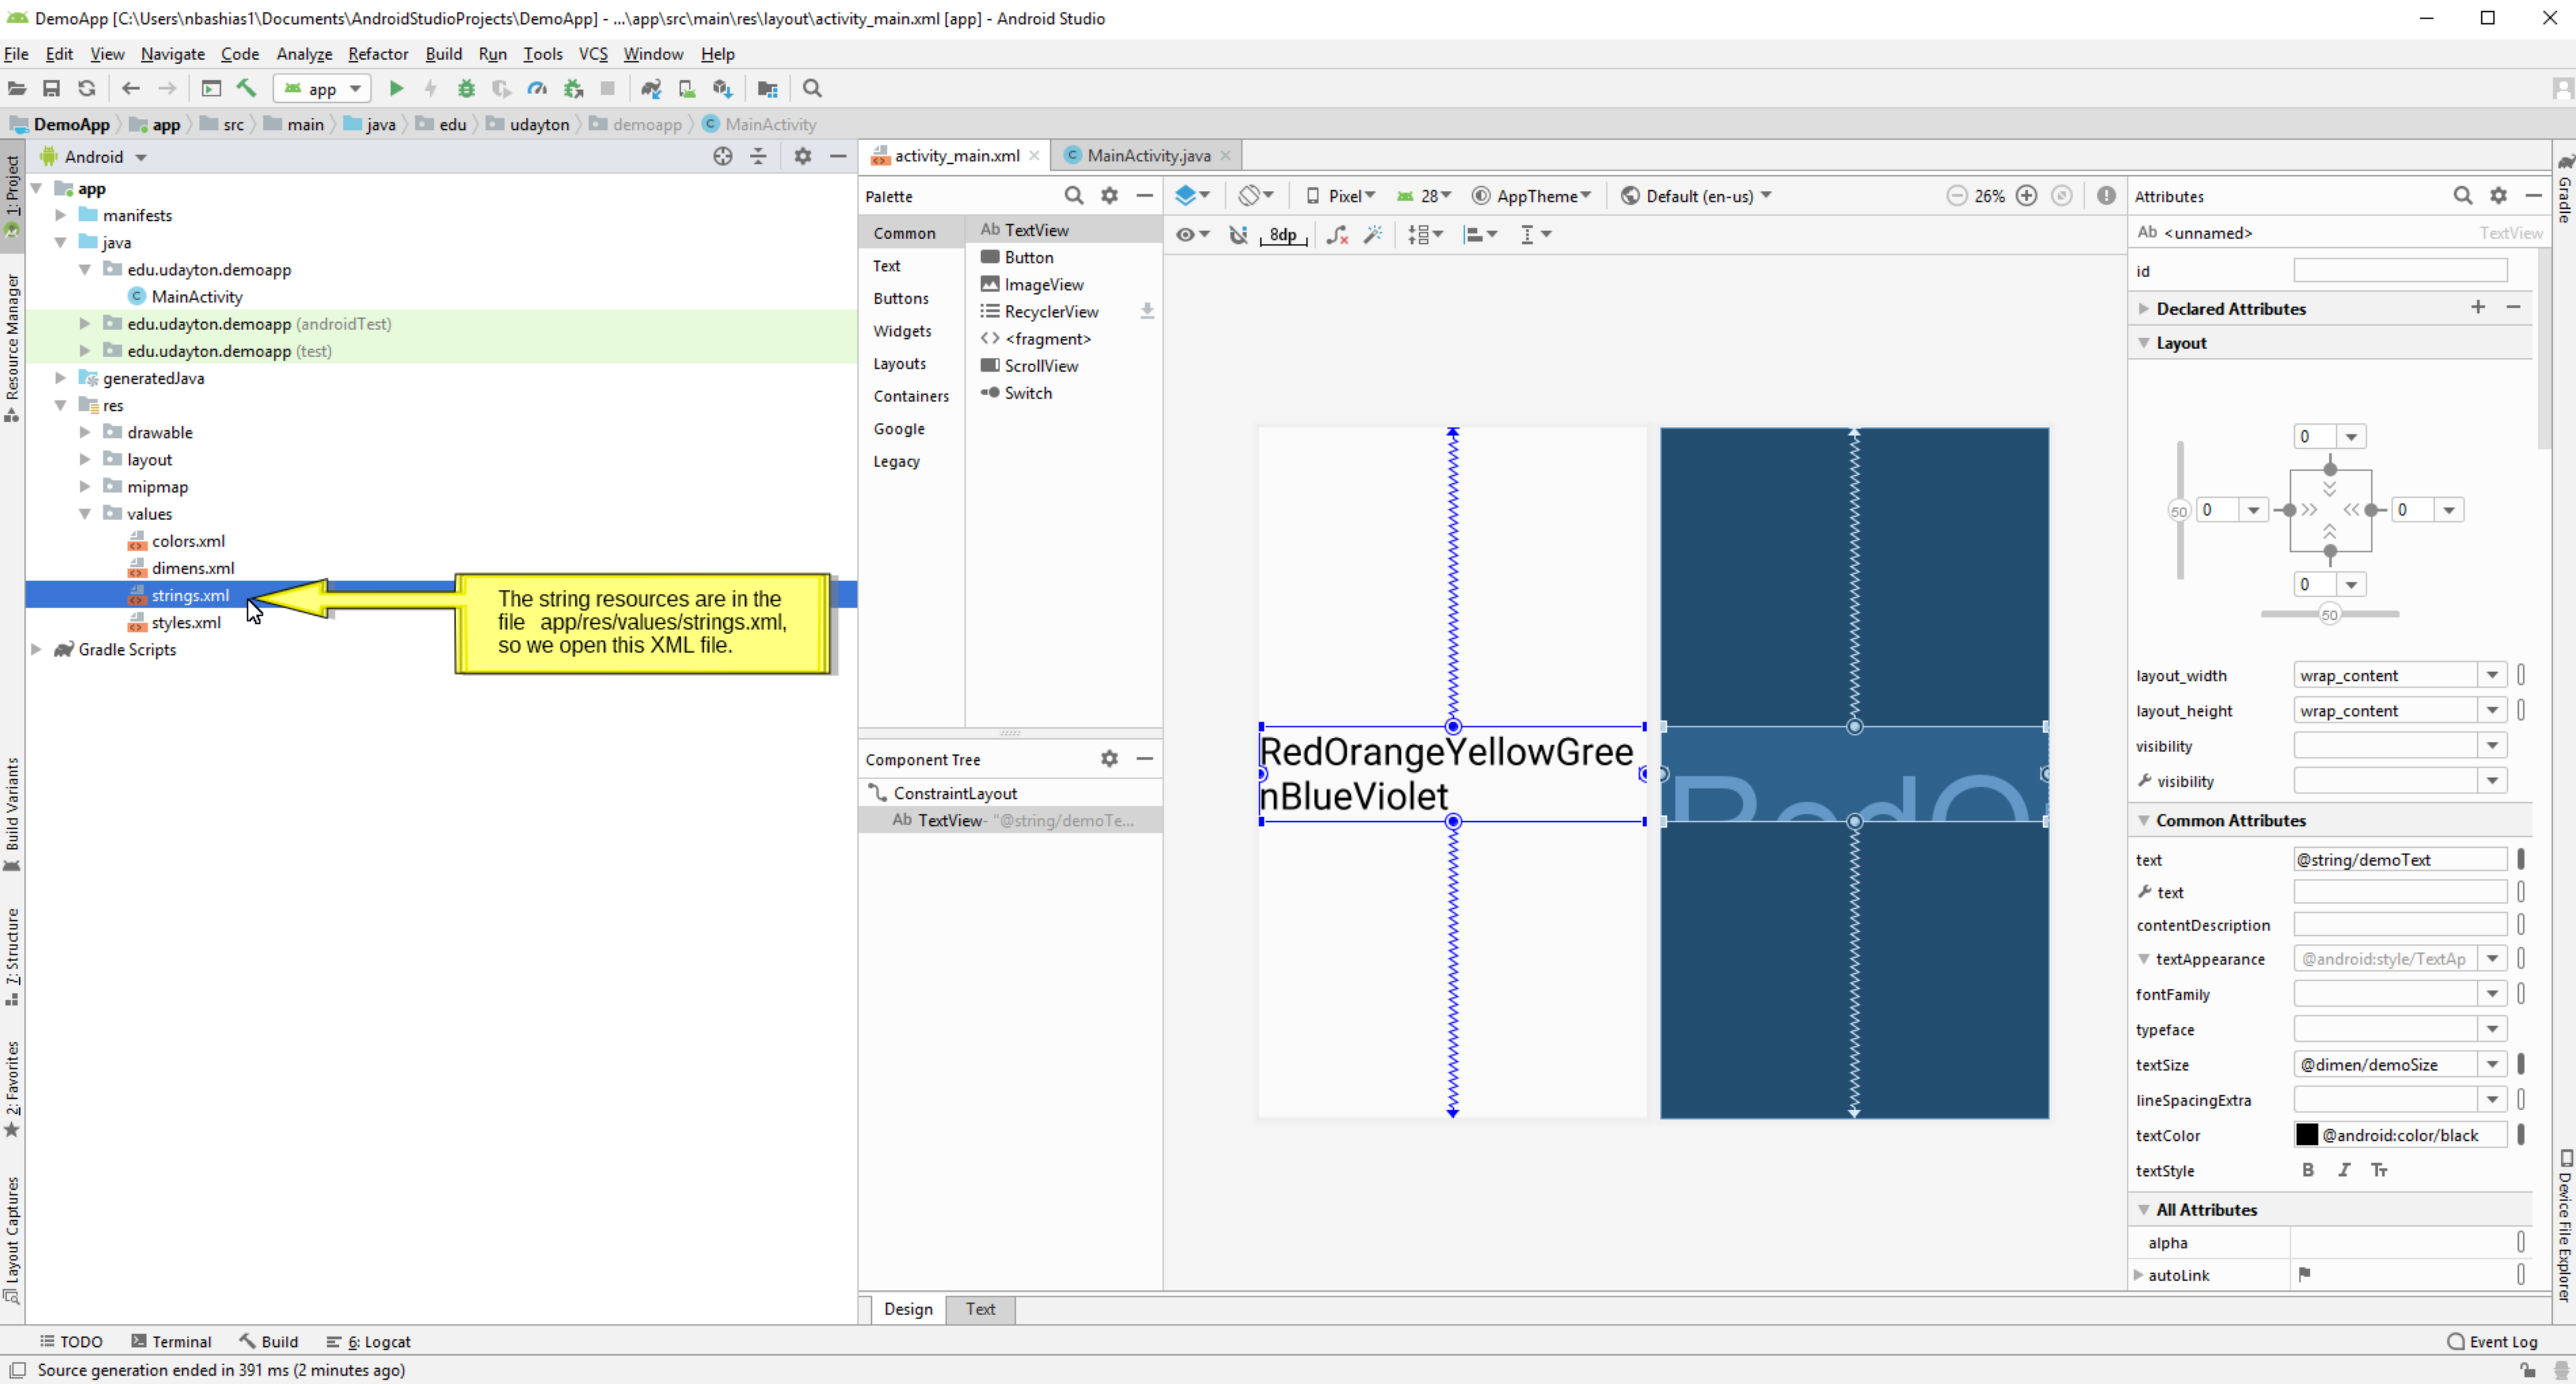 DemoApp [C:\Users\nbashias1\Documents\AndroidStudioProjects\DemoApp] - ...\app\src\main\res\layout\activity_main.xml [app] - Android Studio
File Edit View Navigate Code Analyze Refactor Build Run Tools VCS Window Help
app
DemoApp app src main java edu udayton demoapp MainActivity
1: Project
Resource Manager
Build Variants
7: Structure
2: Favorites
Layout Captures
Android
app
manifests
java
edu.udayton.demoapp
MainActivity
edu.udayton.demoapp (androidTest)
edu.udayton.demoapp (test)
generatedJava
res
drawable
layout
mipmap
values
colors.xml
dimens.xml
strings.xml
styles.xml
Gradle Scripts
The string resources are in the
file app/res/values/strings.xml,
so we open this XML file.
activity_main.xml MainActivity.java
Palette
Common
Text
Buttons
Widgets
Layouts
Containers
Google
Legacy
Ab TextView
Button
ImageView
RecyclerView
<fragment>
ScrollView
Switch
Component Tree
ConstraintLayout
Ab TextView- "@string/demoTe...
Pixel 28 AppTheme Default (en-us) 26%
8dp
RedOrangeYellowGree
nBlueViolet
RedO
Design Text
Attributes
Ab <unnamed> TextView
id
Declared Attributes
Layout
0
50 0 0
0
50
layout_width wrap_content
layout_height wrap_content
visibility
visibility
Common Attributes
text @string/demoText
text
contentDescription
textAppearance @android:style/TextAp
fontFamily
typeface
textSize @dimen/demoSize
lineSpacingExtra
textColor @android:color/black
textStyle B I Tт
All Attributes
alpha
autoLink
Gradle
Device File Explorer
TODO Terminal Build 6: Logcat Event Log
Source generation ended in 391 ms (2 minutes ago)